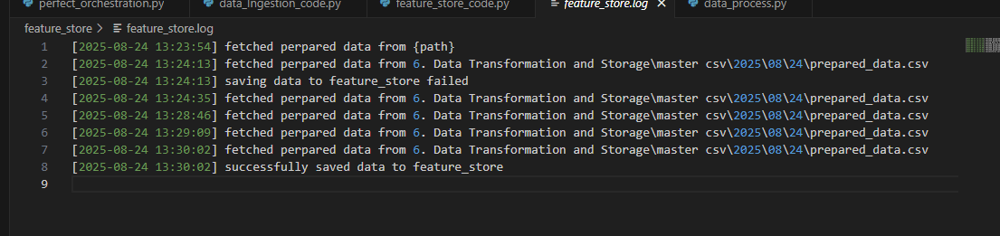 perfect_orchestration.py data_ingestion_code.py feature_store_code.py feature_store.log data_process.py
feature_store > feature_store.log
1 [2025-08-24 13:23:54] fetched perpared data from {path}
2 [2025-08-24 13:24:13] fetched perpared data from 6. Data Transformation and Storage\master csv\2025\08\24\prepared_data.csv
3 [2025-08-24 13:24:13] saving data to feature_store failed
4 [2025-08-24 13:24:35] fetched perpared data from 6. Data Transformation and Storage\master csv\2025\08\24\prepared_data.csv
5 [2025-08-24 13:28:46] fetched perpared data from 6. Data Transformation and Storage\master csv\2025\08\24\prepared_data.csv
6 [2025-08-24 13:29:09] fetched perpared data from 6. Data Transformation and Storage\master csv\2025\08\24\prepared_data.csv
7 [2025-08-24 13:30:02] fetched perpared data from 6. Data Transformation and Storage\master csv\2025\08\24\prepared_data.csv
8 [2025-08-24 13:30:02] successfully saved data to feature_store
9